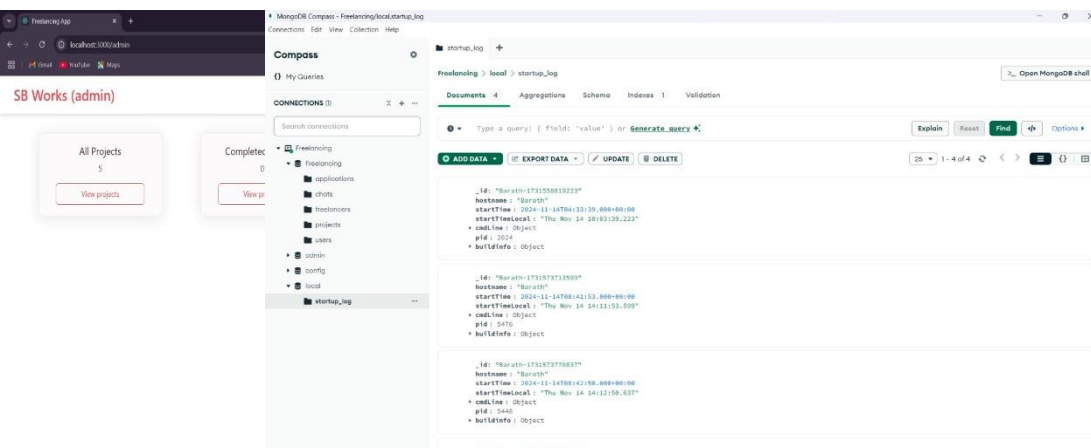 Freelancing App
localhost:3000/admin
Gmail YouTube Maps
SB Works (admin)
All Projects
5
View projects
Completed
0
View pr
MongoDB Compass - Freelancing/local.startup_log
Connections Edit View Collection Help
Compass
My Queries
CONNECTIONS (1)
Search connections
Freelancing
Freelancing
applications
chats
freelancers
projects
users
admin
config
local
startup_log
startup_log
Freelancing > local > startup_log
>_ Open MongoDB shell
Documents 4 Aggregations Schema Indexes 1 Validation
Type a query: { field: 'value' } or Generate query
Explain Reset Find </> Options
ADD DATA EXPORT DATA UPDATE DELETE
25 1 - 4 of 4
_id: "Barath-1731558819223"
hostname : "Barath"
startTime : 2024-11-14T04:33:39.000+00:00
startTimeLocal : "Thu Nov 14 10:03:39.223"
cmdLine : Object
pid : 2024
buildinfo : Object
_id: "Barath-1731573713599"
hostname : "Barath"
startTime : 2024-11-14T08:41:53.000+00:00
startTimeLocal : "Thu Nov 14 14:11:53.599"
cmdLine : Object
pid : 5476
buildinfo : Object
_id: "Barath-1731573770637"
hostname : "Barath"
startTime : 2024-11-14T08:42:50.000+00:00
startTimeLocal : "Thu Nov 14 14:12:50.637"
cmdLine : Object
pid : 5448
buildinfo : Object